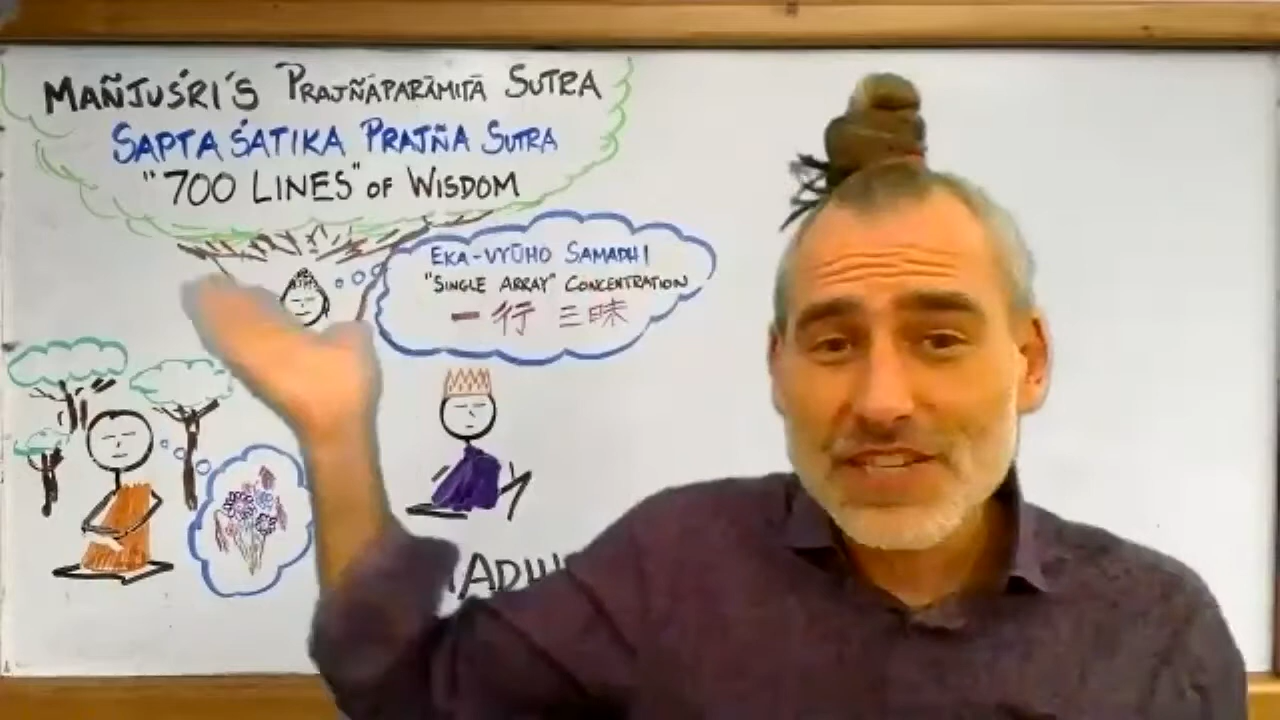 MAÑJUŚRI'S PRAJÑÁPARĀMITĀ SUTRA
SAPTA ŚATIKA PRAJÑA SUTRA
"700 LINES" OF WISDOM
EKA-VYŪHO SAMADHI
"SINGLE ARRAY" CONCENTRATION
一行 三昧